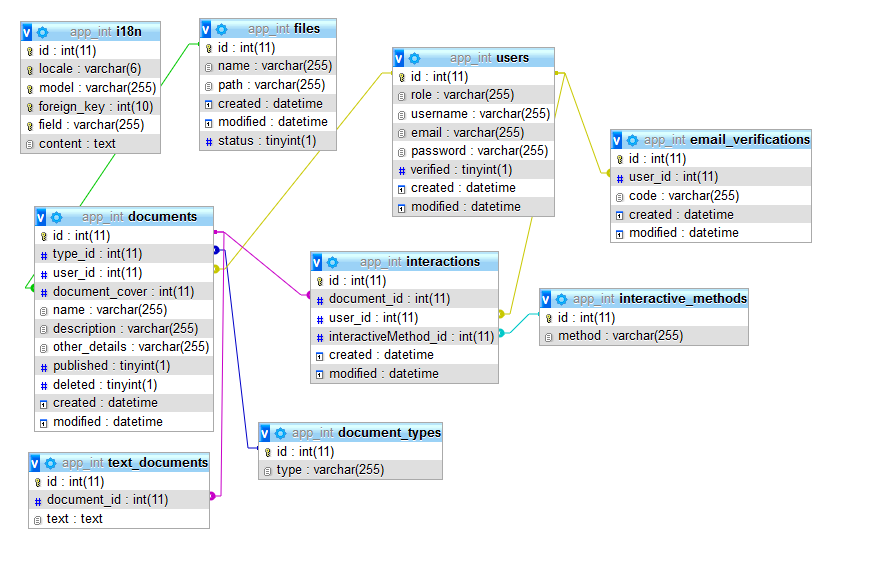 v app_int i18n
id : int(11)
locale : varchar(6)
model : varchar(255)
foreign_key : int(10)
field : varchar(255)
content : text
v app_int files
id : int(11)
name : varchar(255)
path : varchar(255)
created : datetime
modified : datetime
status : tinyint(1)
v app_int users
id : int(11)
role : varchar(255)
username : varchar(255)
email : varchar(255)
password : varchar(255)
verified : tinyint(1)
created : datetime
modified : datetime
v app_int email_verifications
id : int(11)
user_id : int(11)
code : varchar(255)
created : datetime
modified : datetime
v app_int documents
id : int(11)
type_id : int(11)
user_id : int(11)
document_cover : int(11)
name : varchar(255)
description : varchar(255)
other_details : varchar(255)
published : tinyint(1)
deleted : tinyint(1)
created : datetime
modified : datetime
v app_int interactions
id : int(11)
document_id : int(11)
user_id : int(11)
interactiveMethod_id : int(11)
created : datetime
modified : datetime
v app_int interactive_methods
id : int(11)
method : varchar(255)
v app_int document_types
id : int(11)
type : varchar(255)
v app_int text_documents
id : int(11)
document_id : int(11)
text : text